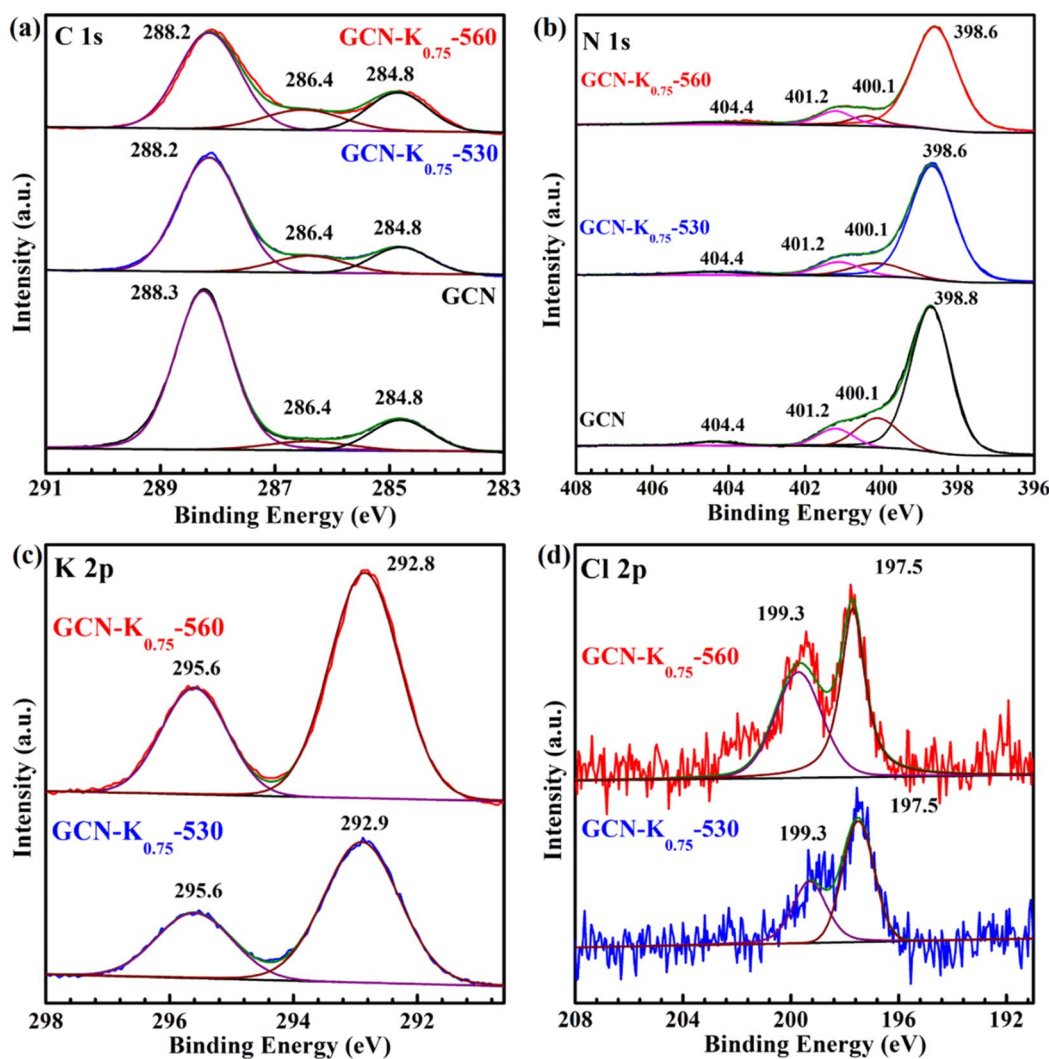 (a) C 1s
288.2
GCN-K0.75-560
286.4
284.8
288.2
GCN-K0.75-530
286.4
284.8
288.3
GCN
286.4
284.8
Intensity (a.u.)
291 289 287 285 283
Binding Energy (eV)
(b) N 1s
398.6
GCN-K0.75-560
404.4
401.2
400.1
398.6
GCN-K0.75-530
404.4
401.2
400.1
398.8
GCN
404.4
401.2
400.1
Intensity (a.u.)
408 406 404 402 400 398 396
Binding Energy (eV)
(c) K 2p
292.8
GCN-K0.75-560
295.6
GCN-K0.75-530
292.9
295.6
Intensity (a.u.)
298 296 294 292
Binding Energy (eV)
(d) Cl 2p
197.5
199.3
GCN-K0.75-560
197.5
GCN-K0.75-530
199.3
Intensity (a.u.)
208 204 200 196 192
Binding Energy (eV)